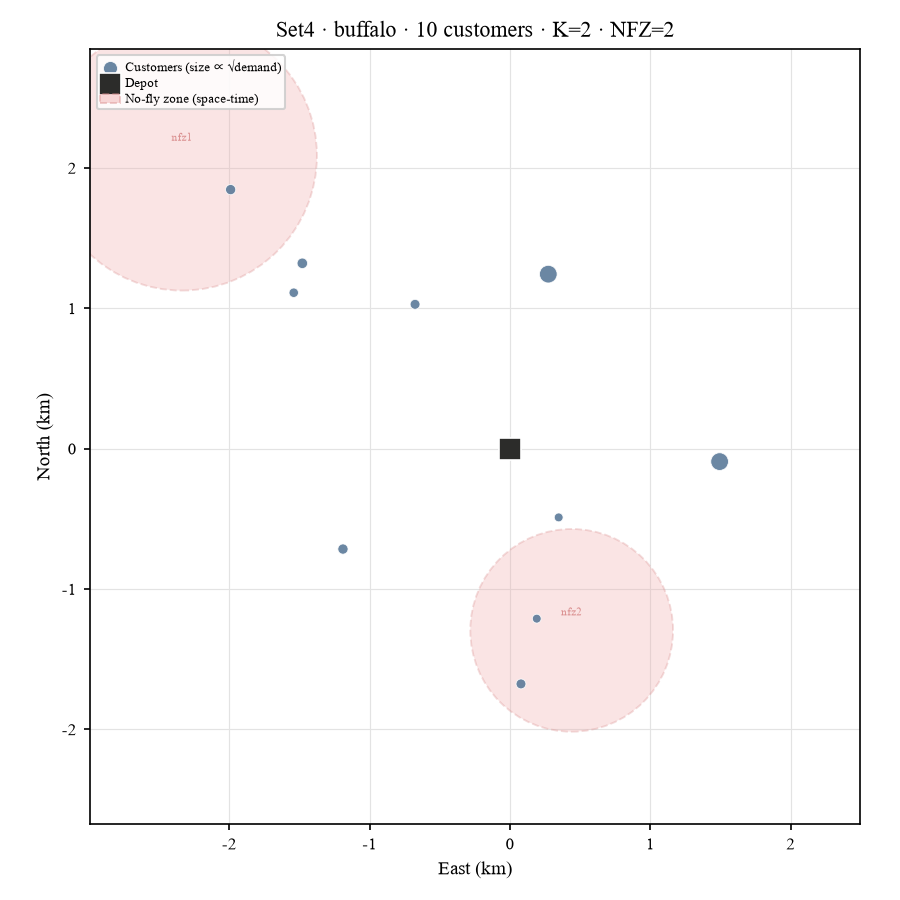 Set4 · buffalo · 10 customers · K=2 · NFZ=2
Customers (size ∝ √demand)
Depot
No-fly zone (space-time)
nfz1
nfz2
North (km)
2
1
0
-1
-2
-2
-1
0
1
2
East (km)